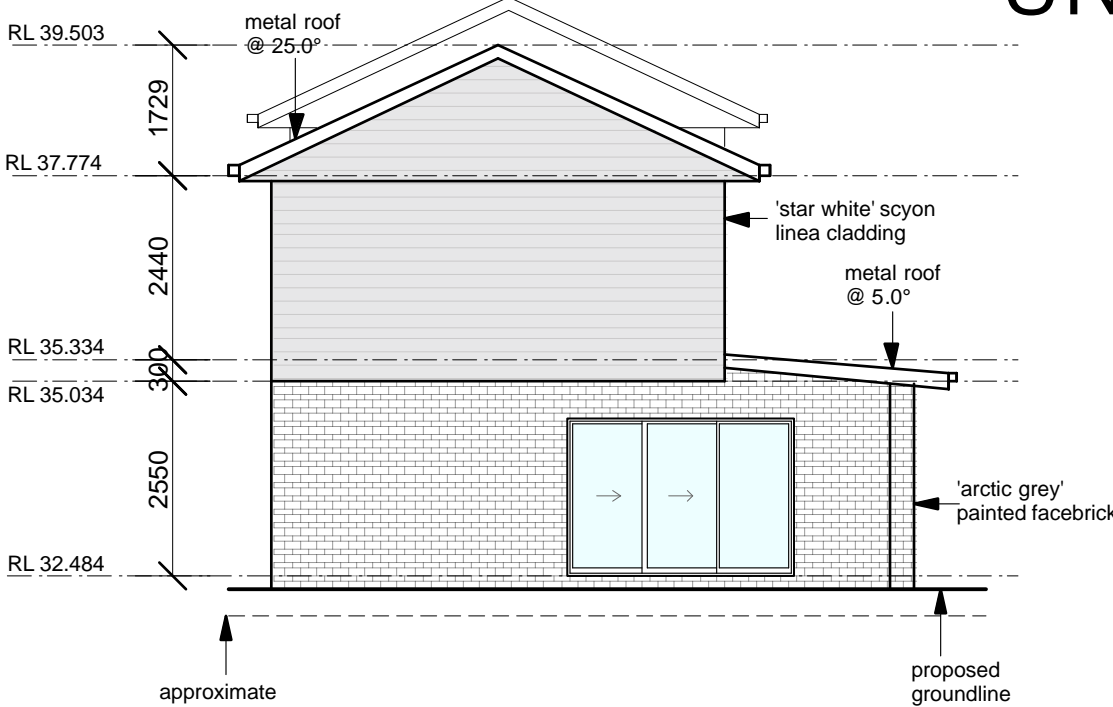 UN
RL 39.503
metal roof
@ 25.0°
1729
RL 37.774
'star white' scyon
linea cladding
2440
metal roof
@ 5.0°
RL 35.334
300
RL 35.034
2550
'arctic grey'
painted facebrick
RL 32.484
approximate
proposed
groundline